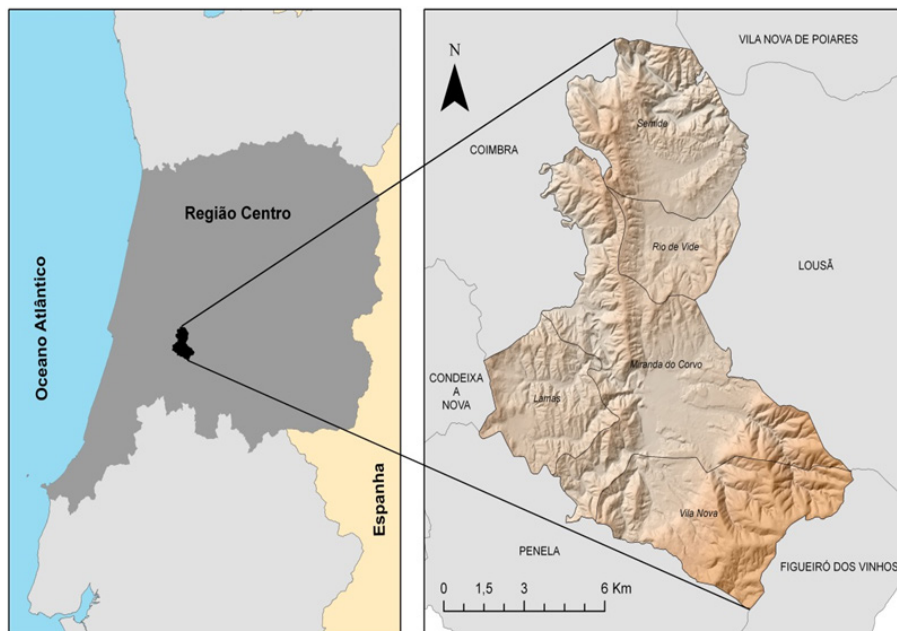 Região Centro
Oceano Atlântico
Espanha
N
VILA NOVA DE POIARES
COIMBRA
Semide
Rio de Vide
LOUSÃ
Miranda do Corvo
CONDEIXA
A
NOVA
Lamas
Vila Nova
PENELA
FIGUEIRÓ DOS VINHOS
0 1,5 3 6 Km